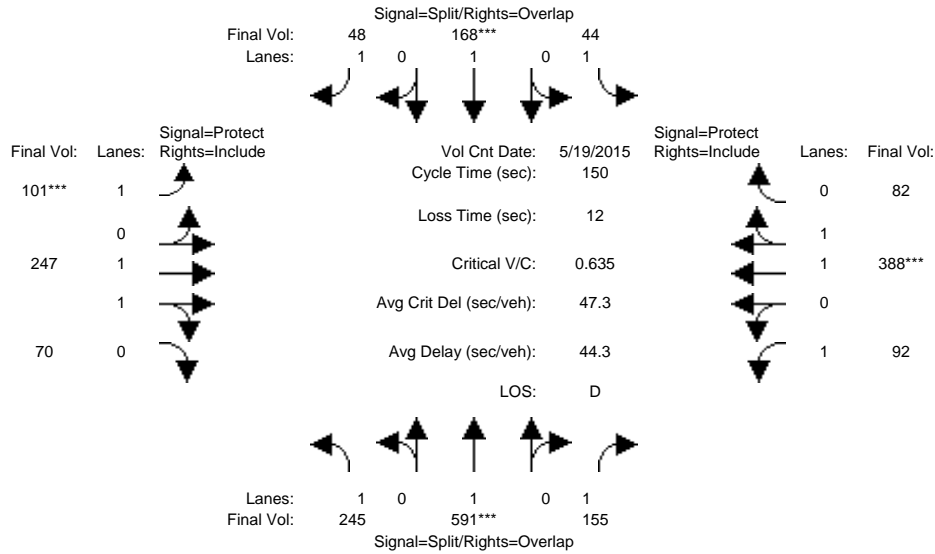 Signal=Split/Rights=Overlap
Final Vol: 48 168*** 44
Lanes: 1 0 1 0 1
Signal=Protect Signal=Protect
Final Vol: Lanes: Rights=Include Vol Cnt Date: 5/19/2015 Rights=Include Lanes: Final Vol:
Cycle Time (sec): 150
101*** 1 0 82
Loss Time (sec): 12
0 1
247 1 Critical V/C: 0.635 1 388***
1 Avg Crit Del (sec/veh): 47.3 0
70 0 Avg Delay (sec/veh): 44.3 1 92
LOS: D
Lanes: 1 0 1 0 1
Final Vol: 245 591*** 155
Signal=Split/Rights=Overlap